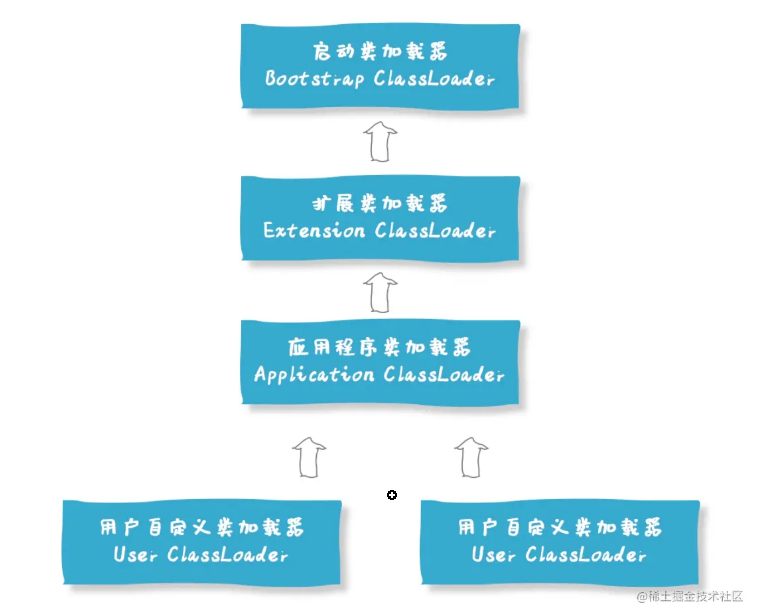 启动类加载器
Bootstrap ClassLoader
扩展类加载器
Extension ClassLoader
应用程序类加载器
Application ClassLoader
用户自定义类加载器
User ClassLoader
用户自定义类加载器
User ClassLoader
@稀土掘金技术社区